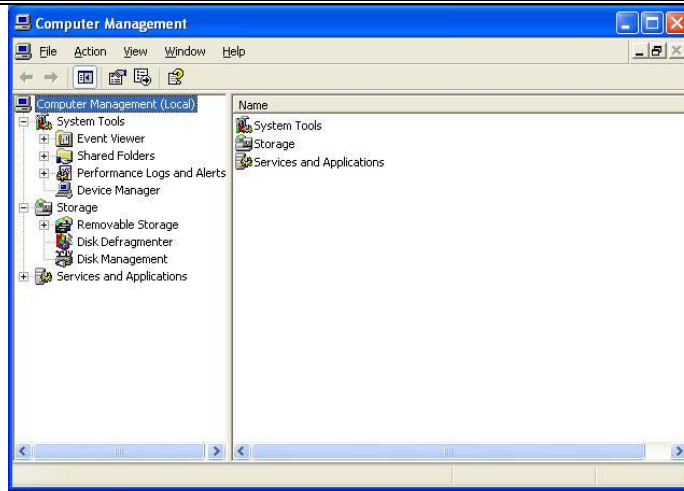 Computer Management
File Action View Window Help
Computer Management (Local)
System Tools
Event Viewer
Shared Folders
Performance Logs and Alerts
Device Manager
Storage
Removable Storage
Disk Defragmenter
Disk Management
Services and Applications
Name
System Tools
Storage
Services and Applications